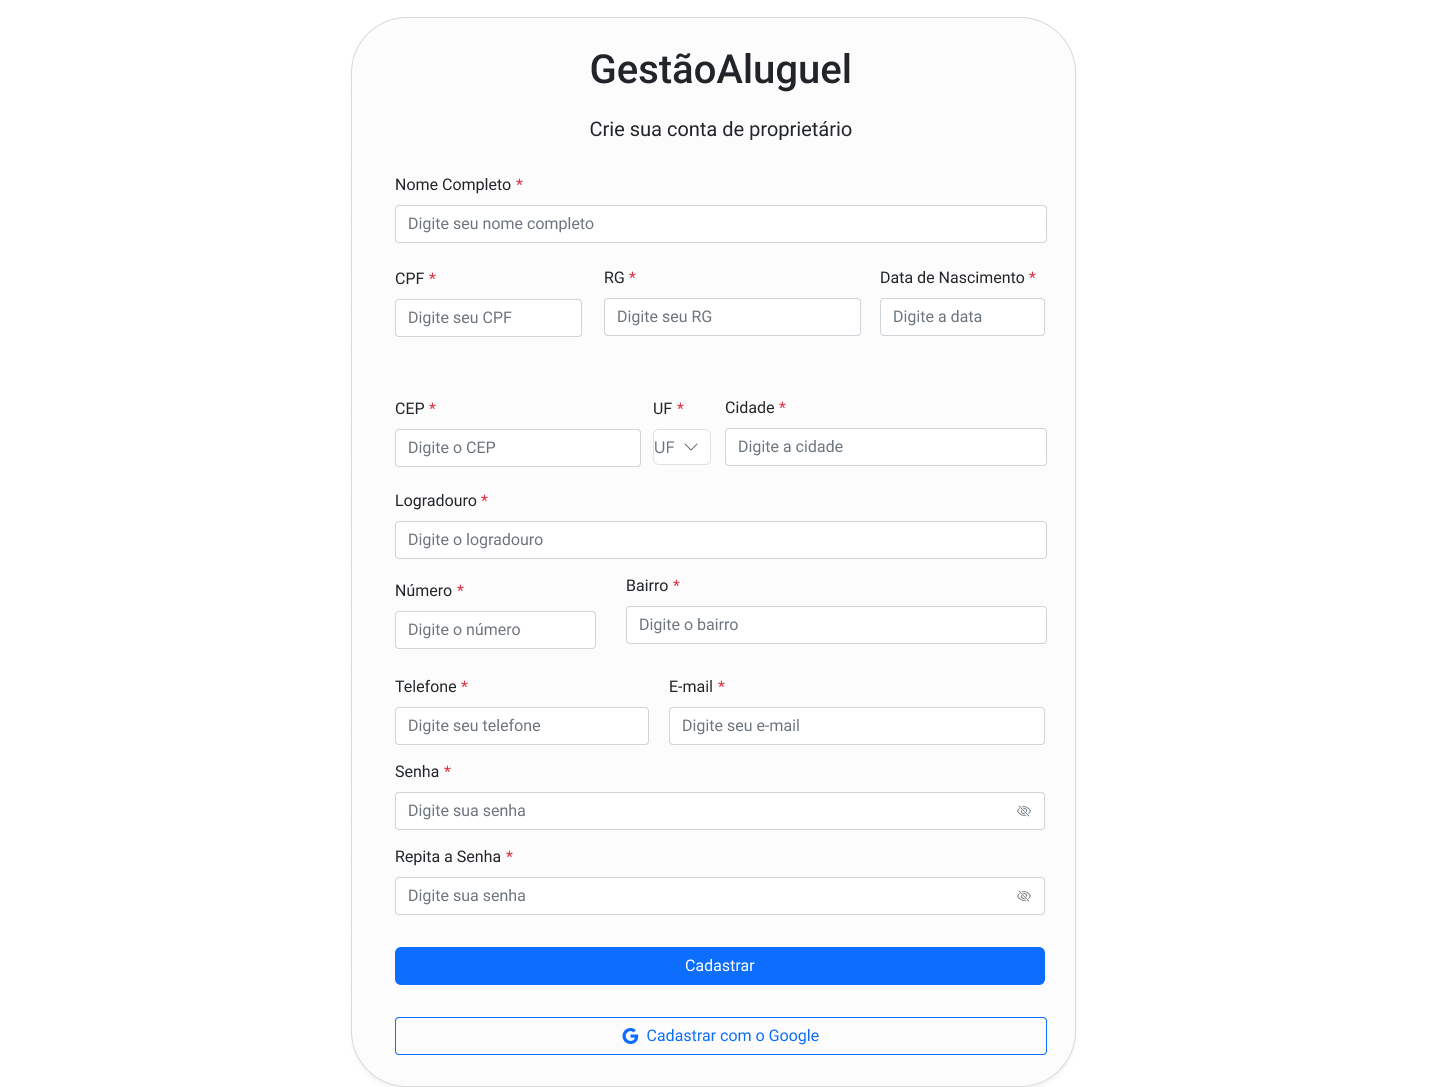 GestãoAluguel
Crie sua conta de proprietário
Nome Completo *
Digite seu nome completo
CPF * RG * Data de Nascimento *
Digite seu CPF Digite seu RG Digite a data
CEP * UF * Cidade *
Digite o CEP UF Digite a cidade
Logradouro *
Digite o logradouro
Número * Bairro *
Digite o número Digite o bairro
Telefone * E-mail *
Digite seu telefone Digite seu e-mail
Senha *
Digite sua senha
Repita a Senha *
Digite sua senha
Cadastrar
Cadastrar com o Google